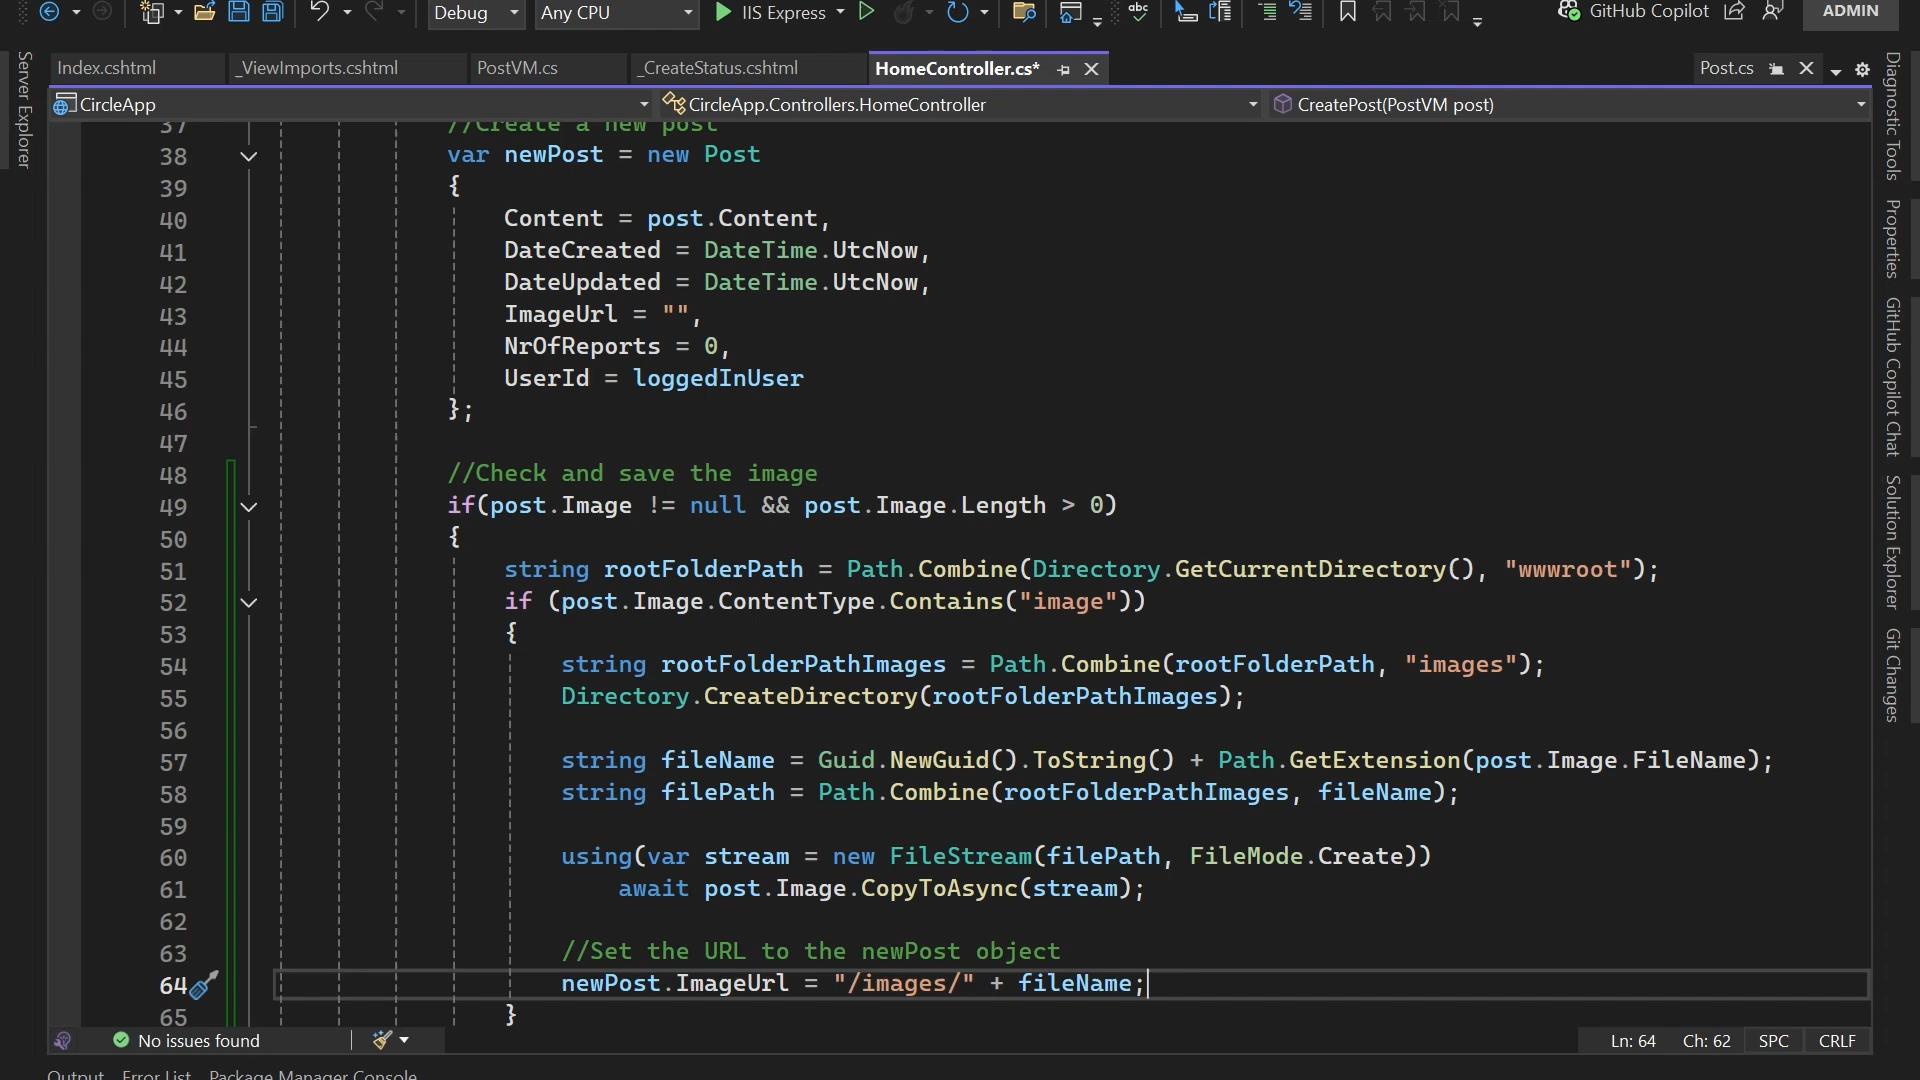 Debug Any CPU IIS Express GitHub Copilot ADMIN
Server Explorer
Index.cshtml _ViewImports.cshtml PostVM.cs _CreateStatus.cshtml HomeController.cs* Post.cs
CircleApp CircleApp.Controllers.HomeController CreatePost(PostVM post)
37 //Create a new post
38 var newPost = new Post
39 {
40 Content = post.Content,
41 DateCreated = DateTime.UtcNow,
42 DateUpdated = DateTime.UtcNow,
43 ImageUrl = "",
44 NrOfReports = 0,
45 UserId = loggedInUser
46 };
47
48 //Check and save the image
49 if(post.Image != null && post.Image.Length > 0)
50 {
51 string rootFolderPath = Path.Combine(Directory.GetCurrentDirectory(), "wwwroot");
52 if (post.Image.ContentType.Contains("image"))
53 {
54 string rootFolderPathImages = Path.Combine(rootFolderPath, "images");
55 Directory.CreateDirectory(rootFolderPathImages);
56
57 string fileName = Guid.NewGuid().ToString() + Path.GetExtension(post.Image.FileName);
58 string filePath = Path.Combine(rootFolderPathImages, fileName);
59
60 using(var stream = new FileStream(filePath, FileMode.Create))
61 await post.Image.CopyToAsync(stream);
62
63 //Set the URL to the newPost object
64 newPost.ImageUrl = "/images/" + fileName;
65 }
Diagnostic Tools
Properties
GitHub Copilot Chat
Solution Explorer
Git Changes
No issues found Ln: 64 Ch: 62 SPC CRLF
Output Error List Package Manager Console